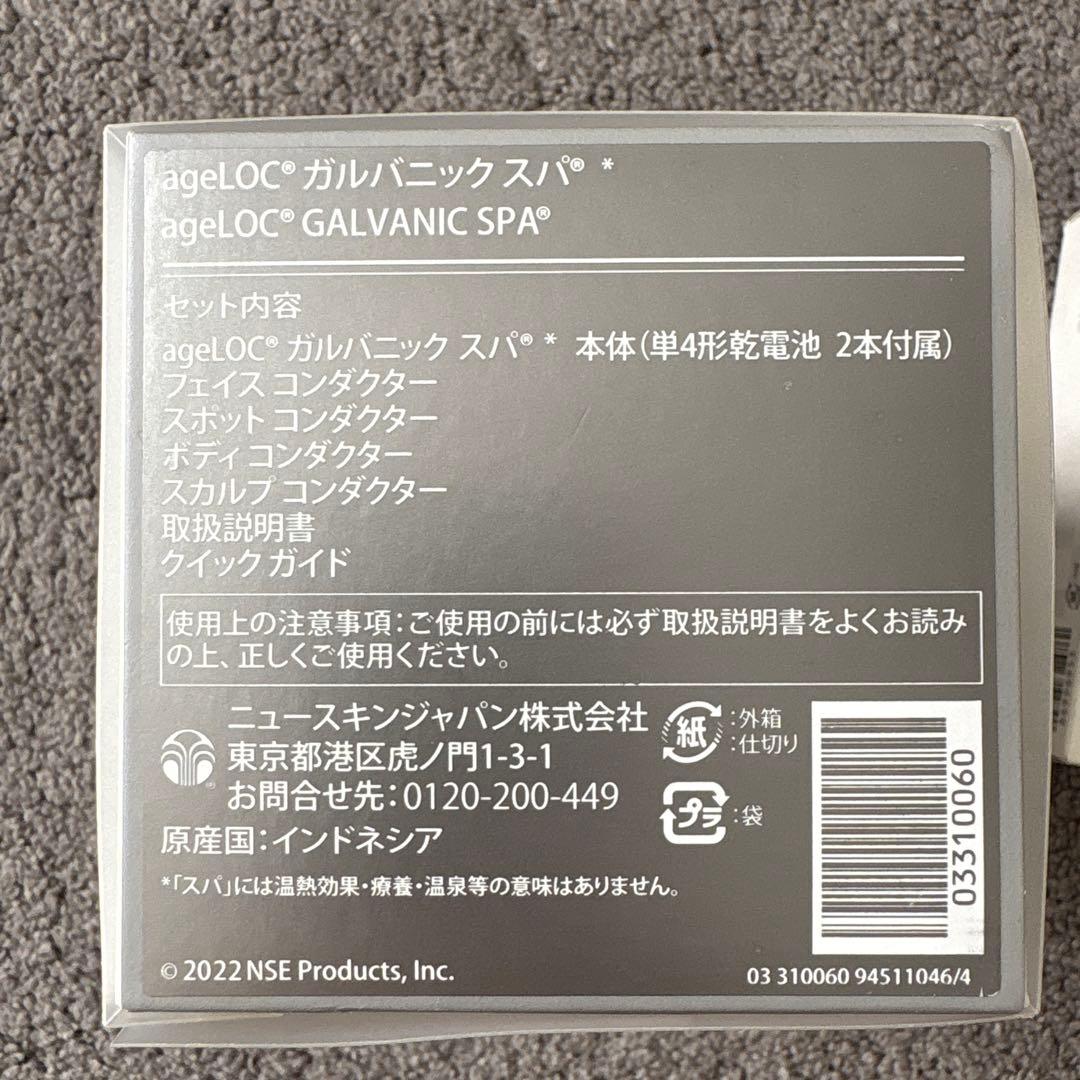 ageLOC® ガルバニック スパ® *
ageLOC® GALVANIC SPA®
セット内容
ageLOC® ガルバニック スパ® * 本体(単4形乾電池 2本付属)
フェイス コンダクター
スポット コンダクター
ボディ コンダクター
スカルプ コンダクター
取扱説明書
クイック ガイド
使用上の注意事項:ご使用の前には必ず取扱説明書をよくお読み
の上、正しくご使用ください。
ニュースキンジャパン株式会社
東京都港区虎ノ門1-3-1
お問合せ先:0120-200-449
原産国:インドネシア
*「スパ」には温熱効果・療養・温泉等の意味はありません。
紙 :外箱
:仕切り
プラ :袋
03310060
© 2022 NSE Products, Inc.
03 310060 94511046/4